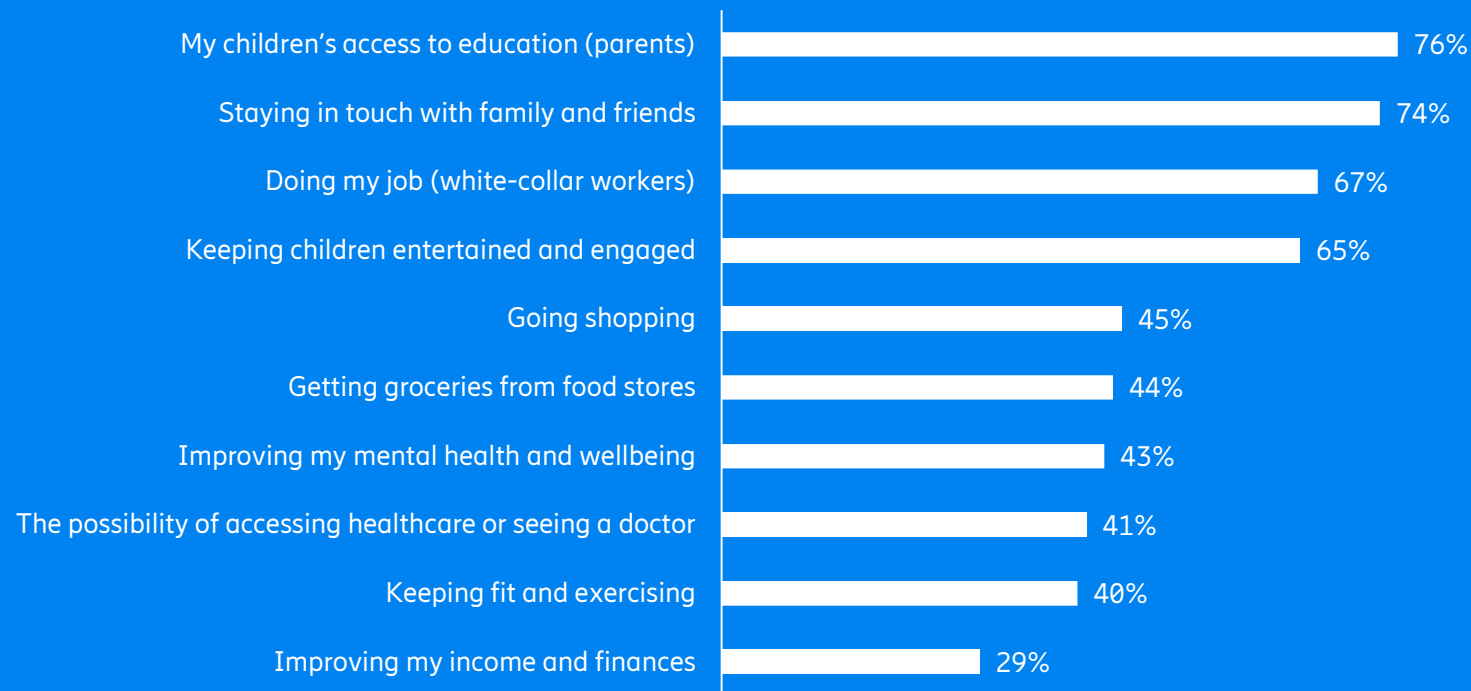 My children’s access to education (parents) 76%
Staying in touch with family and friends 74%
Doing my job (white-collar workers) 67%
Keeping children entertained and engaged 65%
Going shopping 45%
Getting groceries from food stores 44%
Improving my mental health and wellbeing 43%
The possibility of accessing healthcare or seeing a doctor 41%
Keeping fit and exercising 40%
Improving my income and finances 29%